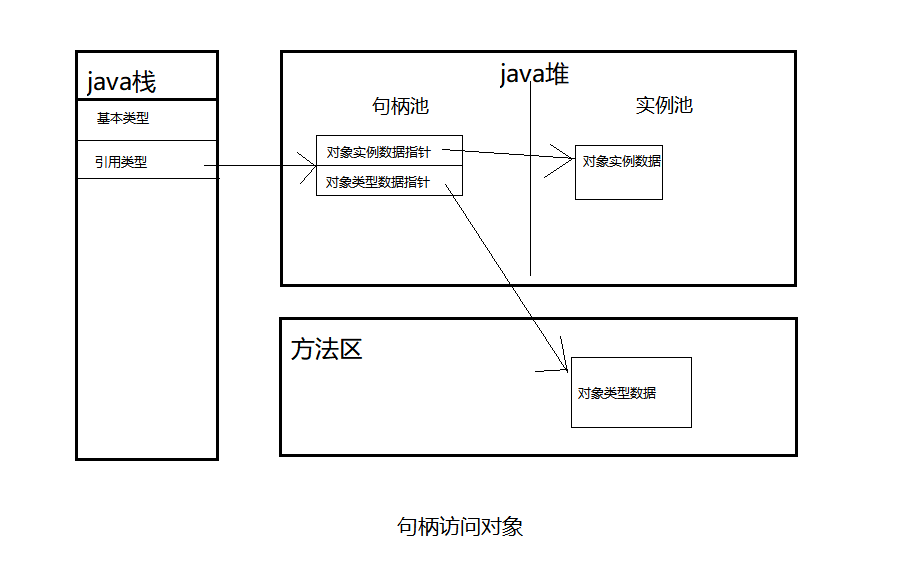 java栈
基本类型
引用类型
java堆
句柄池
实例池
对象实例数据指针
对象类型数据指针
对象实例数据
方法区
对象类型数据
句柄访问对象